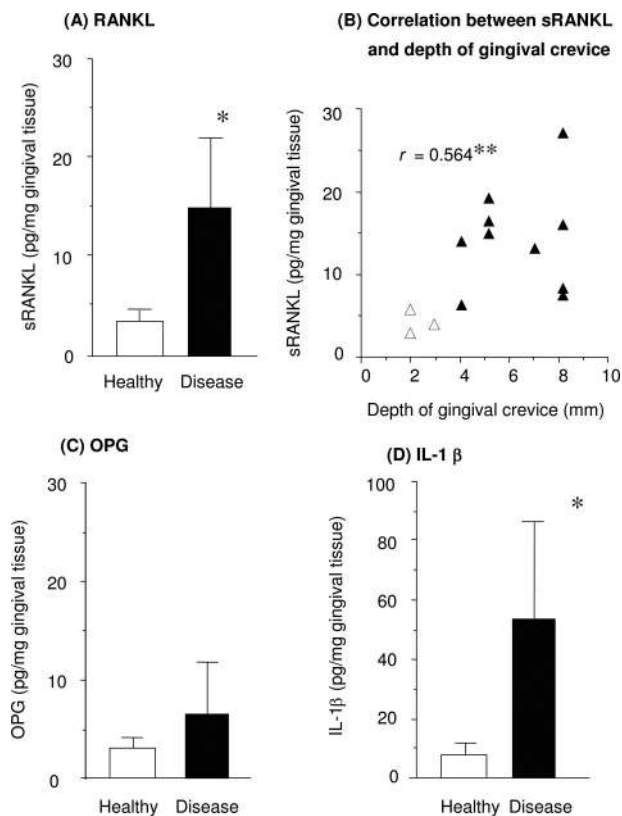 (A) RANKL
30
20
10
0
sRANKL (pg/mg gingival tissue)
*
Healthy Disease
(B) Correlation between sRANKL
and depth of gingival crevice
30
25
20
15
10
5
0
sRANKL (pg/mg gingival tissue)
r = 0.564**
0 2 4 6 8 10
Depth of gingival crevice (mm)
(C) OPG
30
20
10
0
OPG (pg/mg gingival tissue)
Healthy Disease
(D) IL-1 β
100
80
60
40
20
0
IL-1β (pg/mg gingival tissue)
*
Healthy Disease